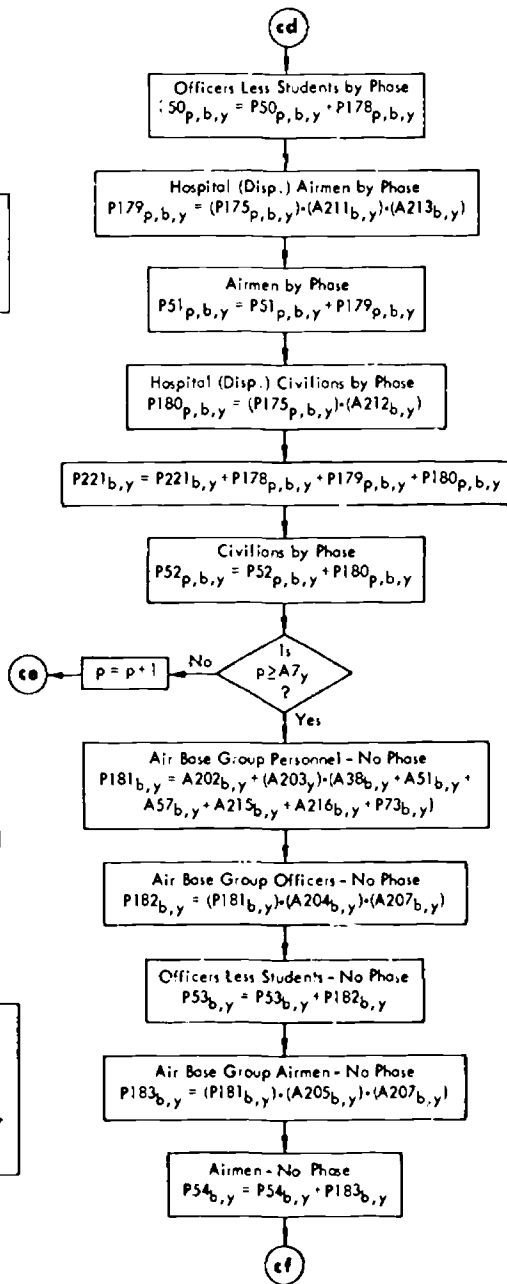 cd
Officers Less Students by Phase
50p,b,y = P50p,b,y + P178p,b,y
Hospital (Disp.) Airmen by Phase
P179p,b,y = (P175p,b,y)·(A211b,y)·(A213b,y)
Airmen by Phase
P51p,b,y = P51p,b,y + P179p,b,y
Hospital (Disp.) Civilians by Phase
P180p,b,y = (P175p,b,y)·(A212b,y)
P221b,y = P221b,y + P178p,b,y + P179p,b,y + P180p,b,y
Civilians by Phase
P52p,b,y = P52p,b,y + P180p,b,y
Is
p ≥ A7y
?
No
p = p + 1
Yes
Air Base Group Personnel - No Phase
P181b,y = A202b,y + (A203y)·(A38b,y + A51b,y +
A57b,y + A215b,y + A216b,y + P73b,y)
Air Base Group Officers - No Phase
P182b,y = (P181b,y)·(A204b,y)·(A207b,y)
Officers Less Students - No Phase
P53b,y = P53b,y + P182b,y
Air Base Group Airmen - No Phase
P183b,y = (P181b,y)·(A205b,y)·(A207b,y)
Airmen - No Phase
P54b,y = P54b,y + P183b,y
cf